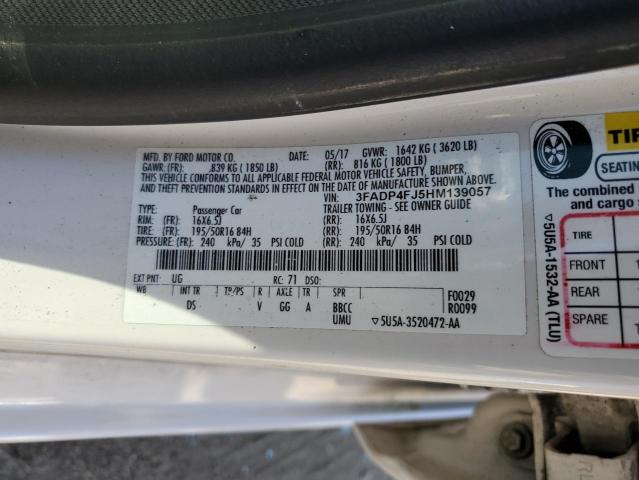 MFD. BY FORD MOTOR CO.
DATE: 05/17 GVWR: 1642 KG ( 3620 LB)
GAWR: (FR): 839 KG ( 1850 LB) (RR): 816 KG ( 1800 LB)
THIS VEHICLE CONFORMS TO ALL APPLICABLE FEDERAL MOTOR VEHICLE SAFETY, BUMPER,
AND THEFT PREVENTION STANDARDS IN EFFECT ON THE DATE OF MANUFACTURE SHOWN ABOVE.
VIN: 3FADP4FJ5HM139057
TYPE: Passenger Car TRAILER TOWING - SEE OWNER GUIDE
RIM: (FR): 16X6.5J (RR): 16X6.5J
TIRE: (FR): 195/50R16 84H (RR): 195/50R16 84H
PRESSURE: (FR): 240 kPa/ 35 PSI COLD (RR): 240 kPa/ 35 PSI COLD
EXT PNT: UG RC: 71 DSO:
WB INT TR TP/PS R AXLE TR SPR F0029
DS V GG A BBCC R0099
UMU ▽5U5A-3520472-AA
SEATING
The combined
and cargo
▽5U5A-1532-AA (TLU)
TIRE
FRONT
REAR
SPARE